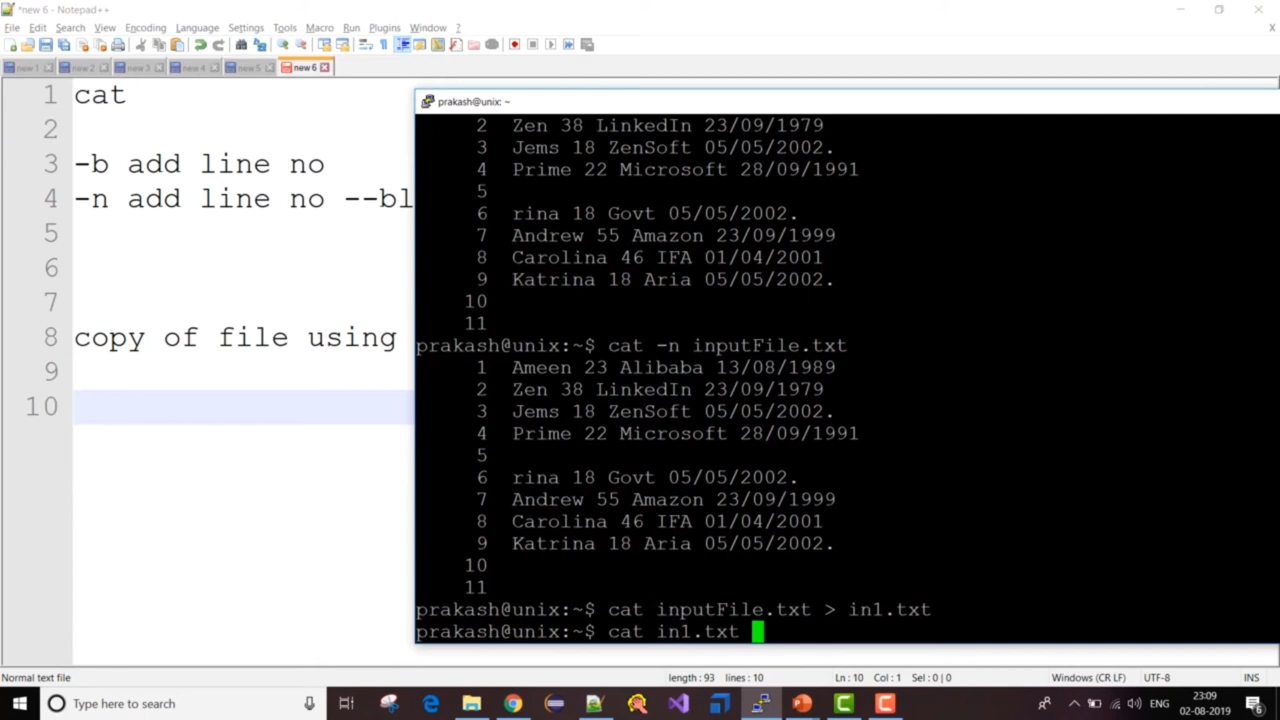 *new 6 - Notepad++
File Edit Search View Encoding Language Settings Tools Macro Run Plugins Window ?
X
new 1 new 2 new 3 new 4 new 5 new 6
1 cat
2
3 -b add line no
4 -n add line no --bl
5
6
7
8 copy of file using
9
10
prakash@unix: ~
2 Zen 38 LinkedIn 23/09/1979
3 Jems 18 ZenSoft 05/05/2002.
4 Prime 22 Microsoft 28/09/1991
5
6 rina 18 Govt 05/05/2002.
7 Andrew 55 Amazon 23/09/1999
8 Carolina 46 IFA 01/04/2001
9 Katrina 18 Aria 05/05/2002.
10
11
prakash@unix:~$ cat -n inputFile.txt
1 Ameen 23 Alibaba 13/08/1989
2 Zen 38 LinkedIn 23/09/1979
3 Jems 18 ZenSoft 05/05/2002.
4 Prime 22 Microsoft 28/09/1991
5
6 rina 18 Govt 05/05/2002.
7 Andrew 55 Amazon 23/09/1999
8 Carolina 46 IFA 01/04/2001
9 Katrina 18 Aria 05/05/2002.
10
11
prakash@unix:~$ cat inputFile.txt > in1.txt
prakash@unix:~$ cat in1.txt
Normal text file length : 93 lines : 10 Ln : 10 Col : 1 Sel : 0 | 0 Windows (CR LF) UTF-8 INS
Type here to search
ENG
23:09
02-08-2019
6